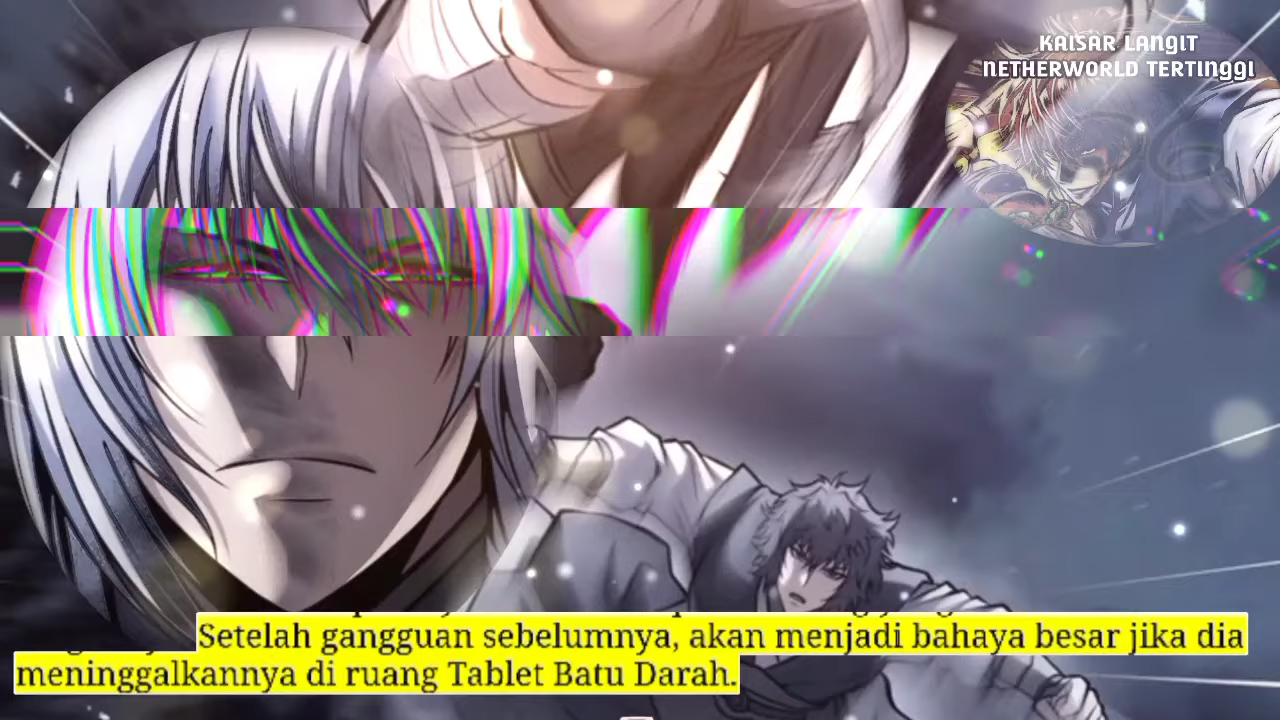 KAISAR LANGIT
NETHERWORLD TERTINGGI
Setelah gangguan sebelumnya, akan menjadi bahaya besar jika dia
meninggalkannya di ruang Tablet Batu Darah.